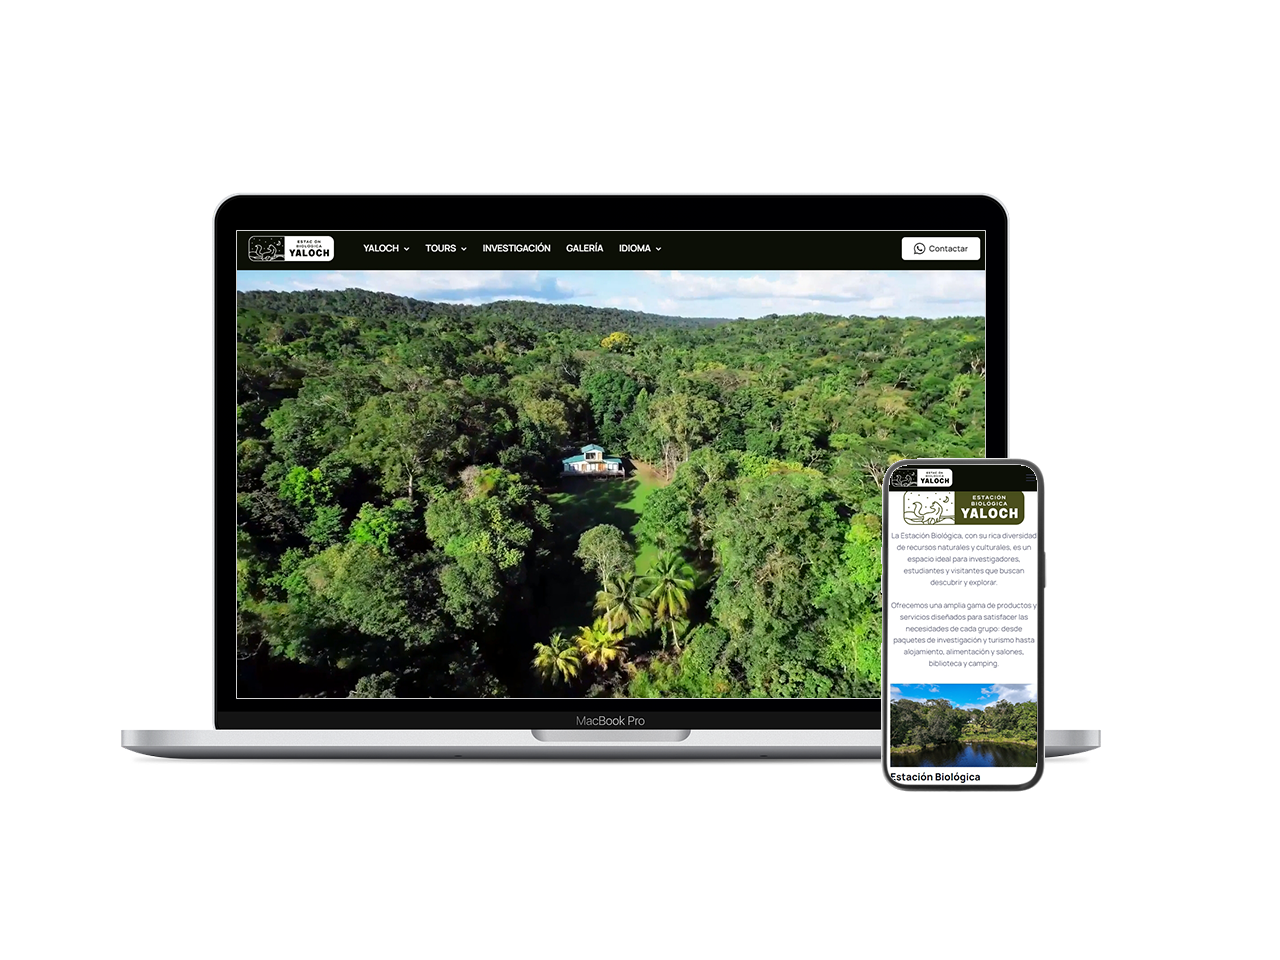 ESTAC ÓN
BIOLÓGICA
YALOCH
YALOCH TOURS INVESTIGACIÓN GALERÍA IDIOMA
Contactar
MacBook Pro
ESTAC ÓN
BIOLÓGICA
YALOCH
ESTACIÓN
BIOLÓGICA
YALOCH
La Estación Biológica, con su rica diversidad
de recursos naturales y culturales, es un
espacio ideal para investigadores,
estudiantes y visitantes que buscan
descubrir y explorar.
Ofrecemos una amplia gama de productos y
servicios diseñados para satisfacer las
necesidades de cada grupo: desde
paquetes de investigación y turismo hasta
alojamiento, alimentación y salones,
biblioteca y camping.
Estación Biológica